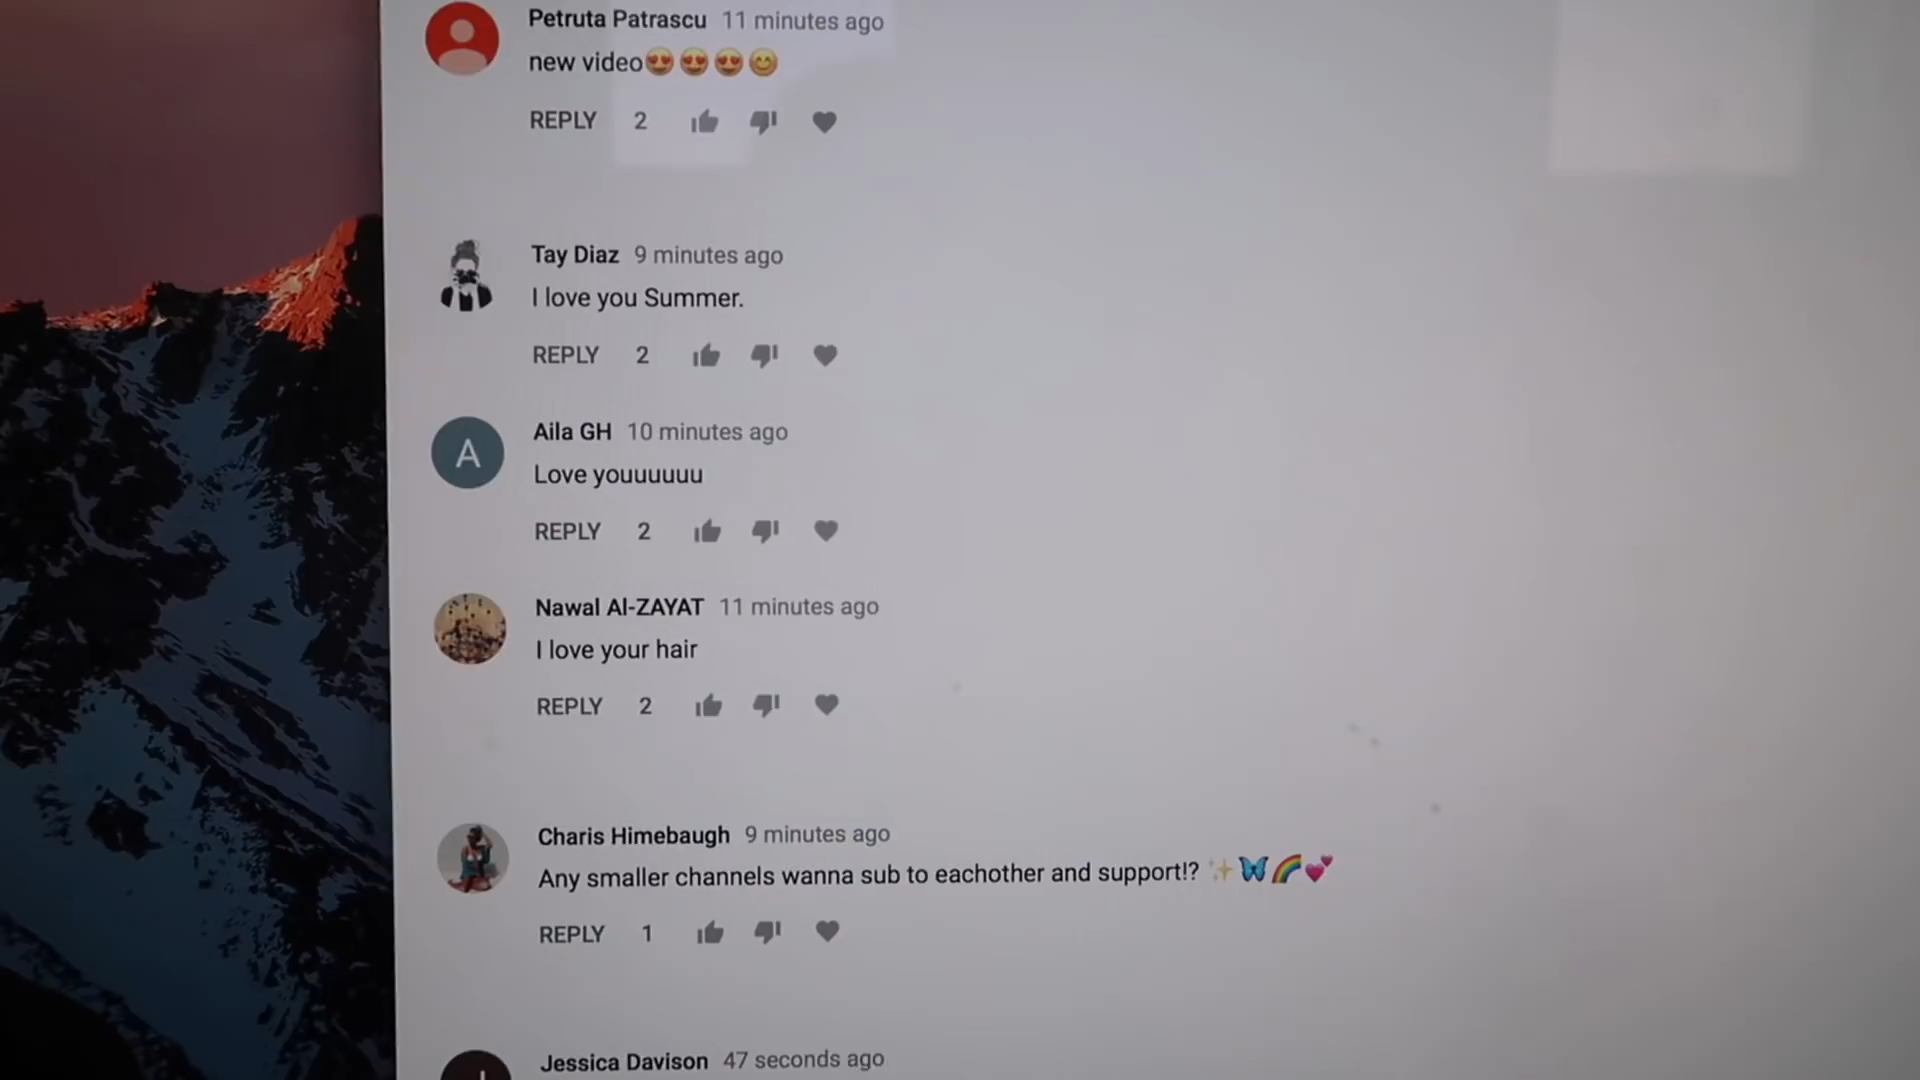 Petruta Patrascu 11 minutes ago
new video😍😍😍😊
REPLY 2
Tay Diaz 9 minutes ago
I love you Summer.
REPLY 2
A
Aila GH 10 minutes ago
Love youuuuuu
REPLY 2
Nawal Al-ZAYAT 11 minutes ago
I love your hair
REPLY 2
Charis Himebaugh 9 minutes ago
Any smaller channels wanna sub to eachother and support!? ✨🦋🌈💕
REPLY 1
Jessica Davison 47 seconds ago